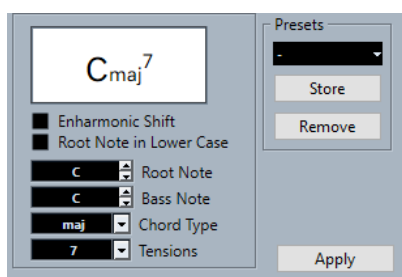 Cmaj7
Enharmonic Shift
Root Note in Lower Case
C Root Note
C Bass Note
maj Chord Type
7 Tensions
Presets
-
Store
Remove
Apply